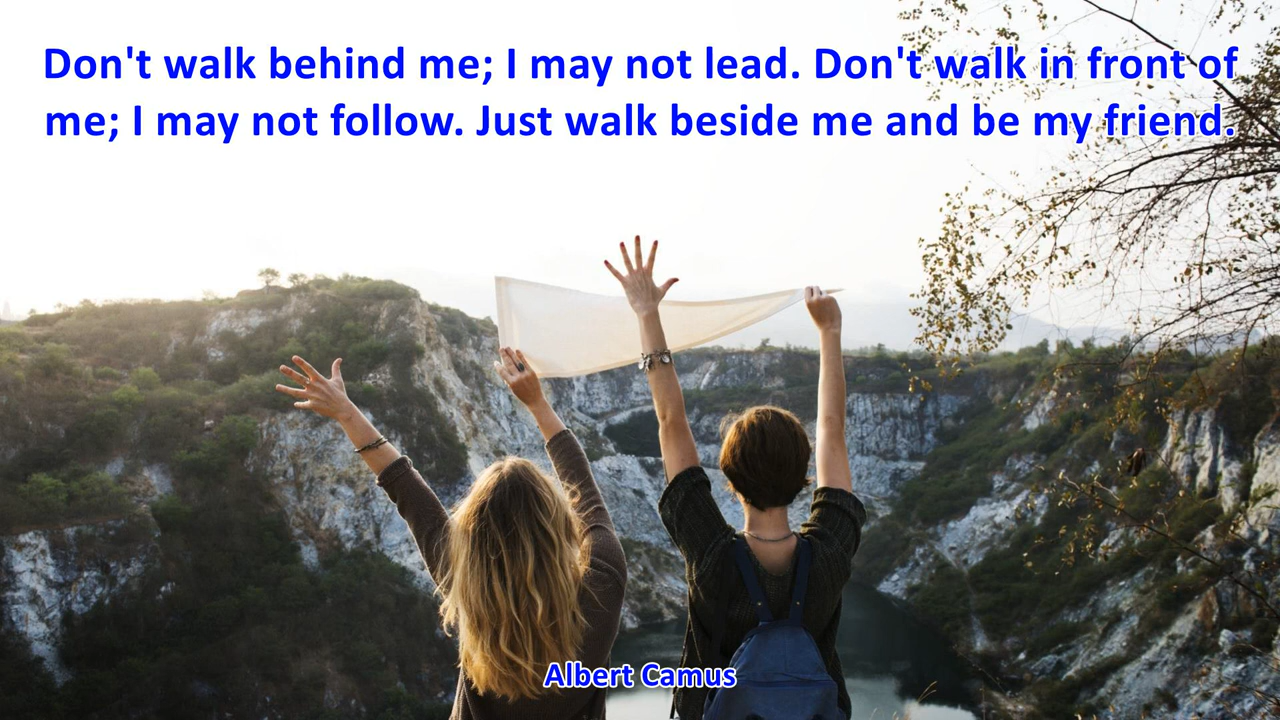 Don't walk behind me; I may not lead. Don't walk in front of
me; I may not follow. Just walk beside me and be my friend.
Albert Camus